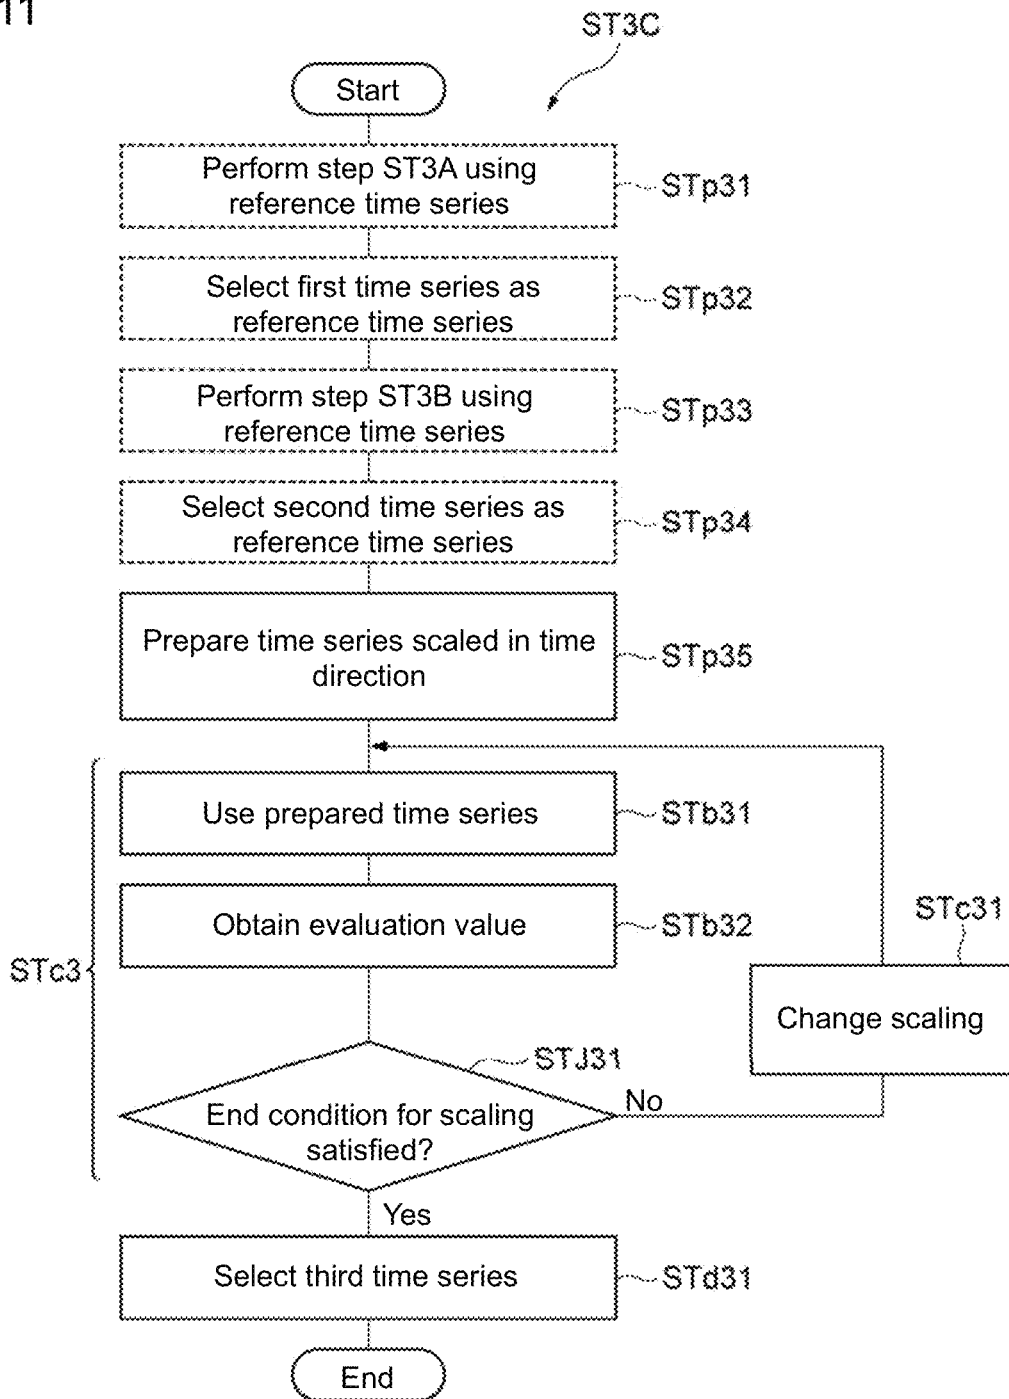 11
ST3C
Start
Perform step ST3A using
reference time series
STp31
Select first time series as
reference time series
STp32
Perform step ST3B using
reference time series
STp33
Select second time series as
reference time series
STp34
Prepare time series scaled in time
direction
STp35
Use prepared time series
STb31
Obtain evaluation value
STb32
STc31
STc3
Change scaling
STJ31
End condition for scaling
satisfied?
No
Yes
Select third time series
STd31
End